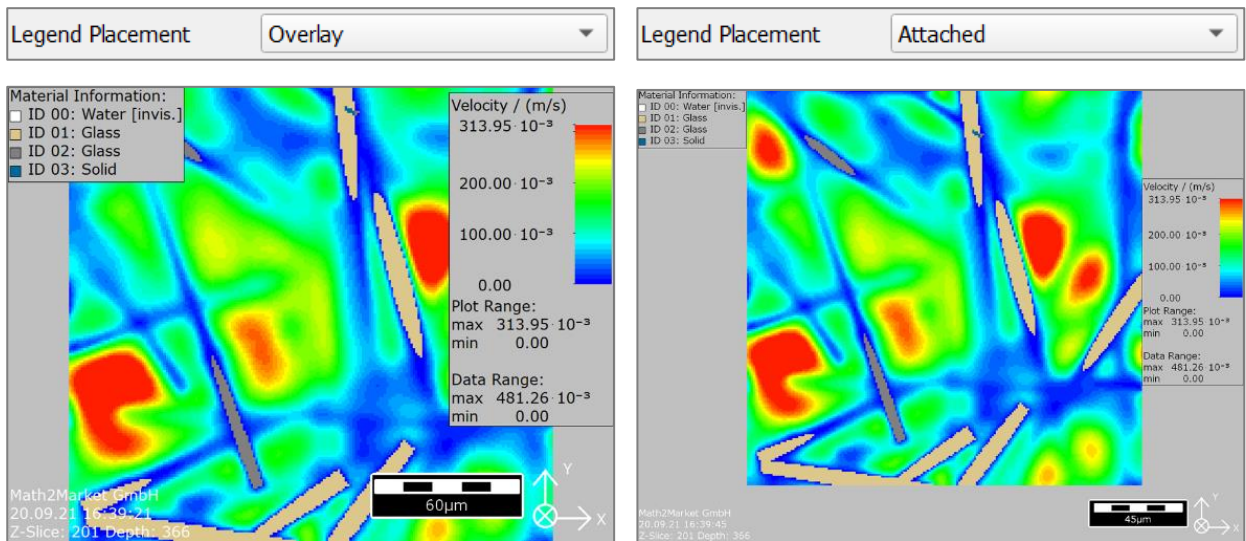 Legend Placement Overlay
Material Information:
ID 00: Water [invis.]
ID 01: Glass
ID 02: Glass
ID 03: Solid
Velocity / (m/s)
313.95·10⁻³
200.00·10⁻³
100.00·10⁻³
0.00
Plot Range:
max 313.95·10⁻³
min 0.00
Data Range:
max 481.26·10⁻³
min 0.00
60µm
Y
X
Math2Market GmbH
20.09.21 16:39:21
Z-Slice: 201 Depth: 366
Legend Placement Attached
Material Information:
ID 00: Water [invis.]
ID 01: Glass
ID 02: Glass
ID 03: Solid
Velocity / (m/s)
313.95·10⁻³
200.00·10⁻³
100.00·10⁻³
0.00
Plot Range:
max 313.95·10⁻³
min 0.00
Data Range:
max 481.26·10⁻³
min 0.00
45µm
Y
X
Math2Market GmbH
20.09.21 16:39:45
Z-Slice: 201 Depth: 366